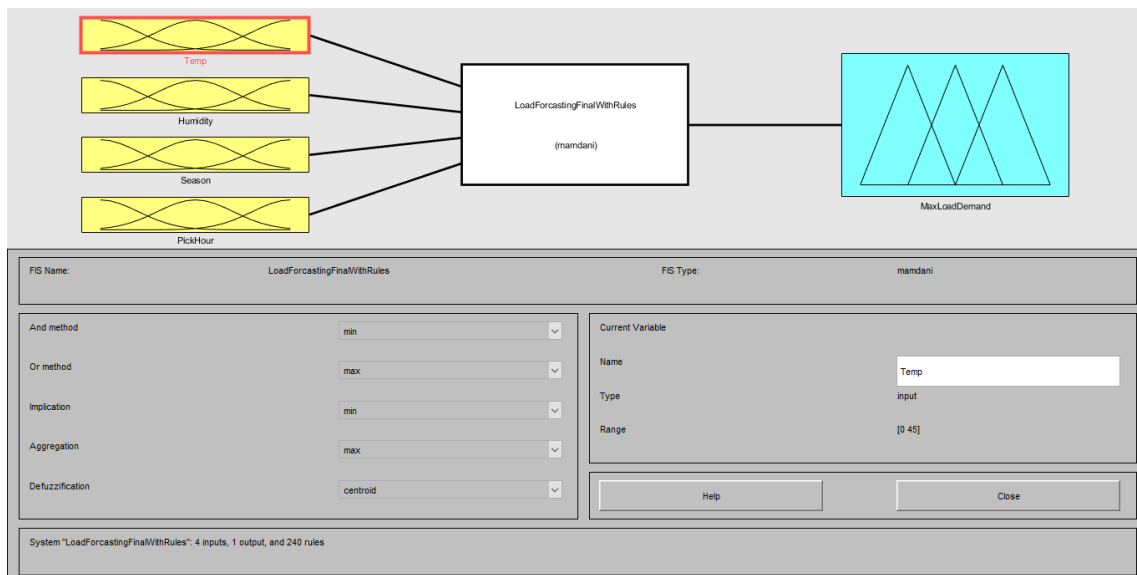 Temp
Humidity
Season
PickHour
LoadForcastingFinalWithRules
(mamdani)
MaxLoadDemand
FIS Name: LoadForcastingFinalWithRules FIS Type: mamdani
And method min
Or method max
Implication min
Aggregation max
Defuzzification centroid
Current Variable
Name Temp
Type input
Range [0 45]
Help Close
System "LoadForcastingFinalWithRules": 4 inputs, 1 output, and 240 rules